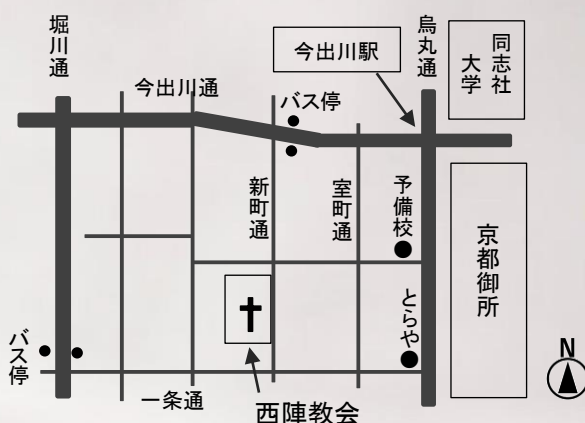 堀川通
今出川通
今出川駅
バス停
烏丸通
同志社
大学
新町通
室町通
予備校
京都御所
とらや
バス停
一条通
西陣教会
N